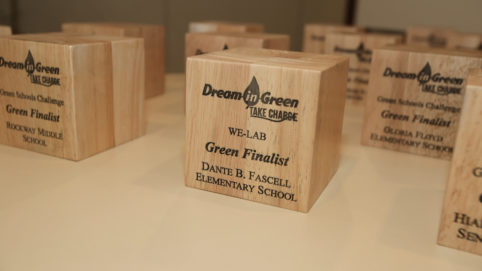 Dream in Green
TAKE CHARGE
Green Schools Challenge
Green Finalist
ROCKWAY MIDDLE
SCHOOL
Dream in Green
TAKE CHARGE
WE-LAB
Green Finalist
DANTE B. FASCELL
ELEMENTARY SCHOOL
Dream in Green
TAKE CHARGE
Green Schools Challenge
Green Finalist
GLORIA FLOYD
ELEMENTARY SCHOOL